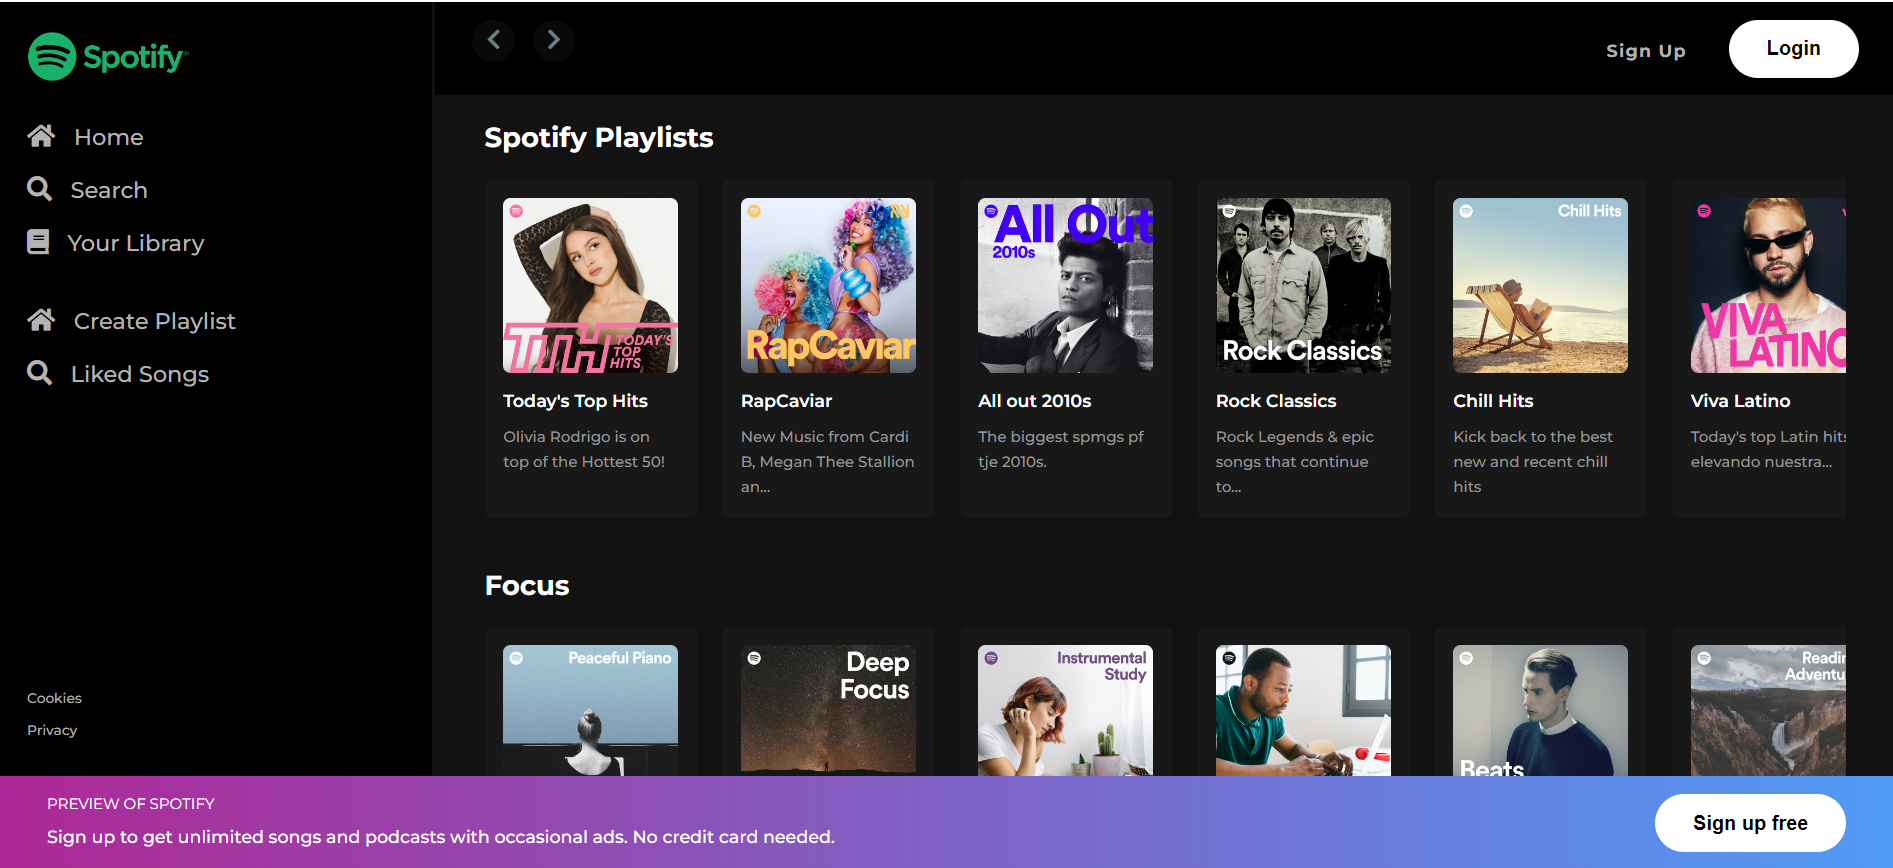 Spotify
Home
Search
Your Library
Create Playlist
Liked Songs
Cookies
Privacy
Sign Up
Login
Spotify Playlists
TTH TODAY'S
TOP
HITS
Today's Top Hits
Olivia Rodrigo is on
top of the Hottest 50!
RapCaviar
RapCaviar
New Music from Cardi
B, Megan Thee Stallion
an...
All Out
2010s
All out 2010s
The biggest spmgs pf
tje 2010s.
Rock Classics
Rock Classics
Rock Legends & epic
songs that continue
to...
Chill Hits
Chill Hits
Kick back to the best
new and recent chill
hits
VIVA
LATINO
Viva Latino
Today's top Latin hits
elevando nuestra...
Focus
Peaceful Piano
Deep
Focus
Instrumental
Study
Beats
Readin
Adventu
PREVIEW OF SPOTIFY
Sign up to get unlimited songs and podcasts with occasional ads. No credit card needed.
Sign up free